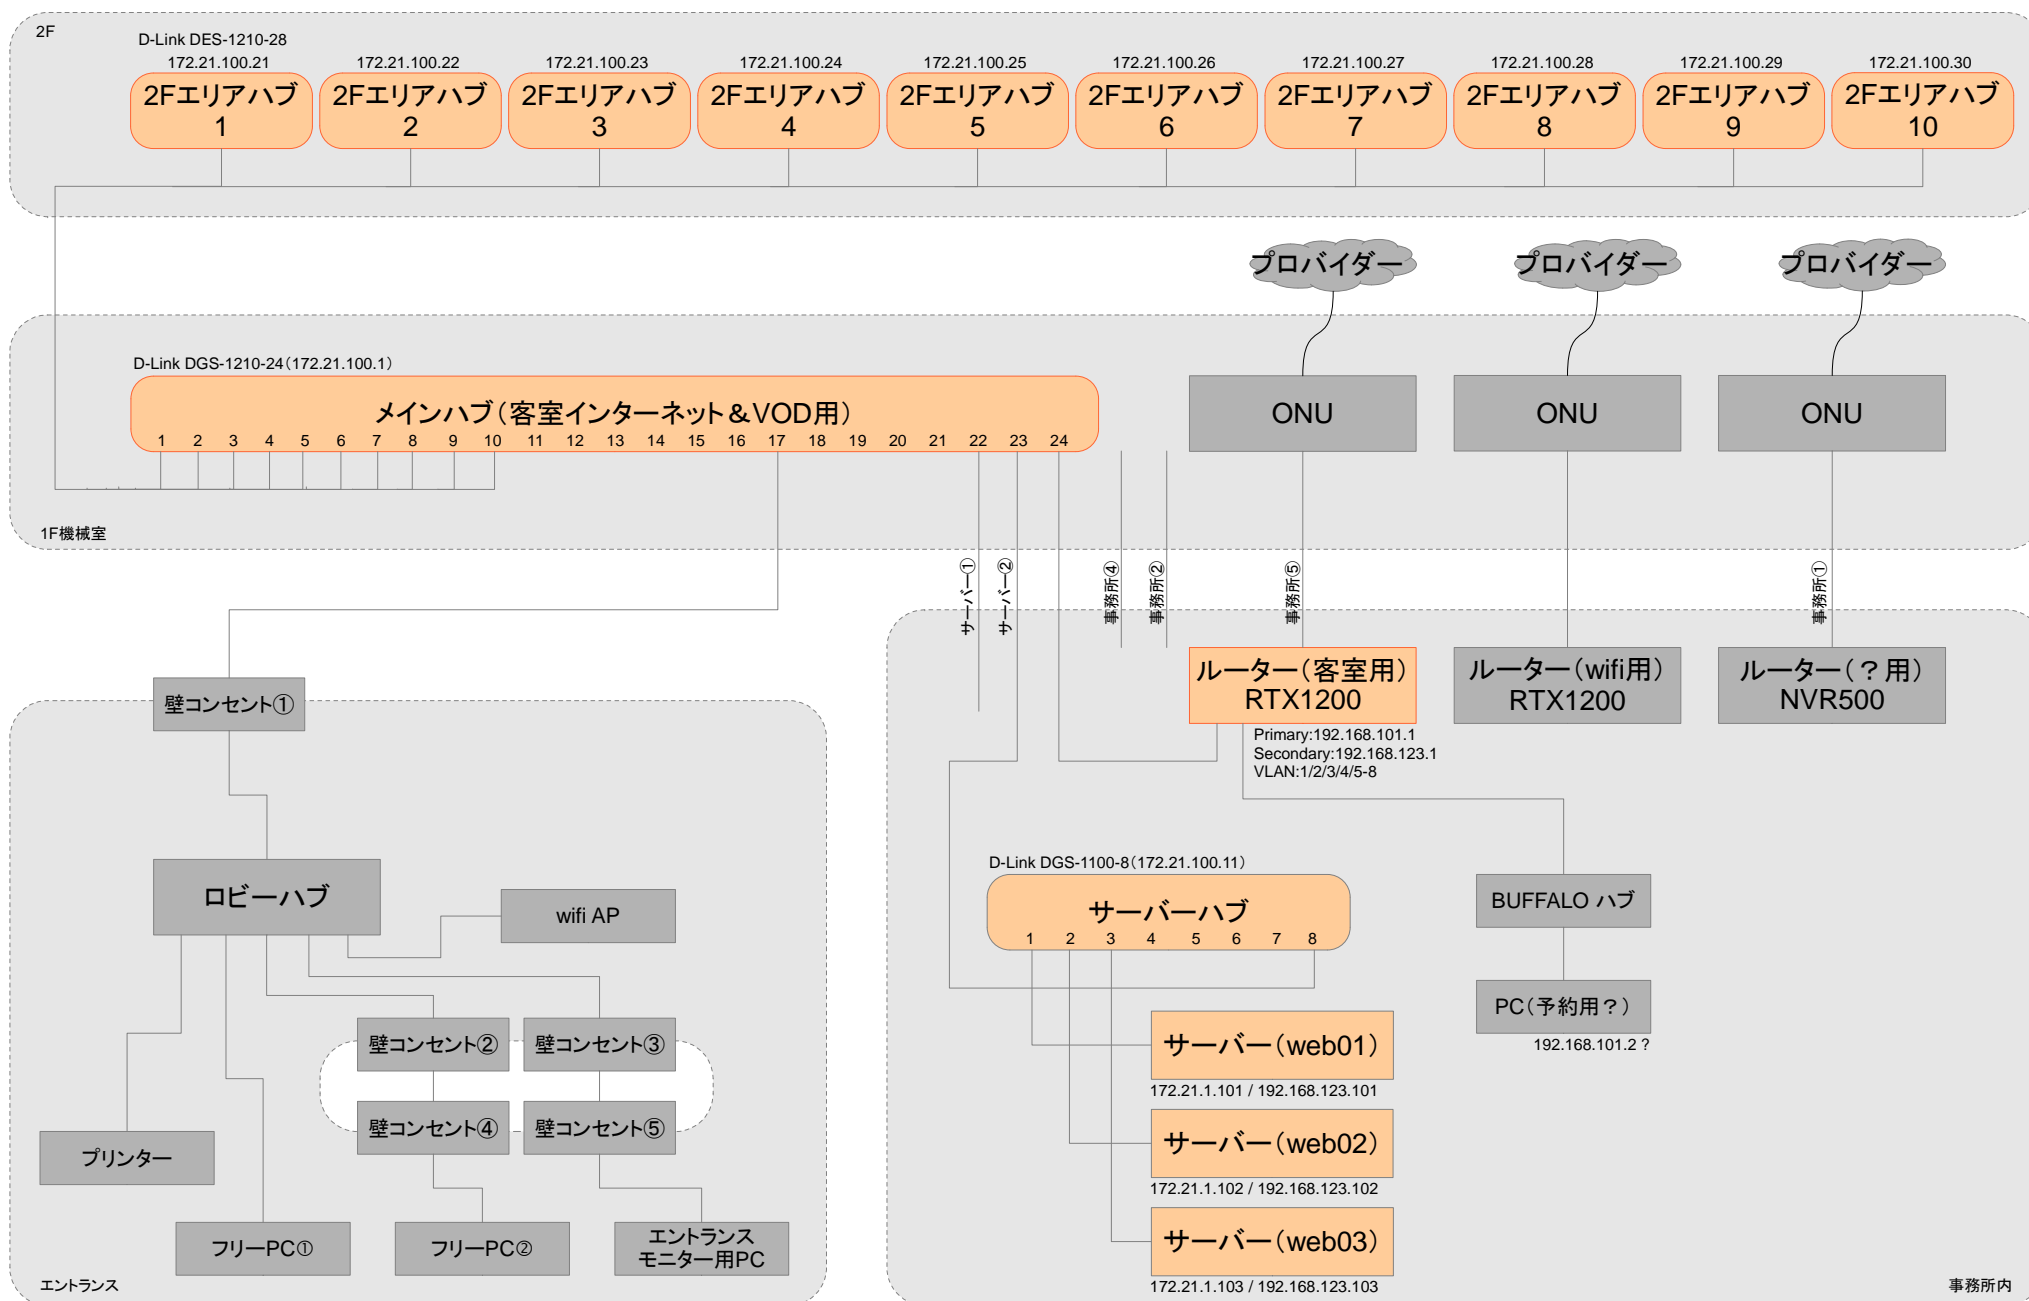 2F
D-Link DES-1210-28
172.21.100.21
172.21.100.22
172.21.100.23
172.21.100.24
172.21.100.25
172.21.100.26
172.21.100.27
172.21.100.28
172.21.100.29
172.21.100.30
2Fエリアハブ
1
2Fエリアハブ
2
2Fエリアハブ
3
2Fエリアハブ
4
2Fエリアハブ
5
2Fエリアハブ
6
2Fエリアハブ
7
2Fエリアハブ
8
2Fエリアハブ
9
2Fエリアハブ
10
プロバイダー
プロバイダー
プロバイダー
D-Link DGS-1210-24(172.21.100.1)
メインハブ(客室インターネット&VOD用)
1 2 3 4 5 6 7 8 9 10 11 12 13 14 15 16 17 18 19 20 21 22 23 24
ONU
ONU
ONU
1F機械室
サーバー①
サーバー②
事務所④
事務所②
事務所⑤
事務所①
ルーター(客室用)
RTX1200
ルーター(wifi用)
RTX1200
ルーター(?用)
NVR500
Primary:192.168.101.1
Secondary:192.168.123.1
VLAN:1/2/3/4/5-8
壁コンセント①
ロビーハブ
wifi AP
壁コンセント②
壁コンセント③
壁コンセント④
壁コンセント⑤
プリンター
フリーPC①
フリーPC②
エントランス
モニター用PC
エントランス
D-Link DGS-1100-8(172.21.100.11)
サーバーハブ
1 2 3 4 5 6 7 8
BUFFALO ハブ
PC(予約用?)
192.168.101.2 ?
サーバー(web01)
172.21.1.101 / 192.168.123.101
サーバー(web02)
172.21.1.102 / 192.168.123.102
サーバー(web03)
172.21.1.103 / 192.168.123.103
事務所内